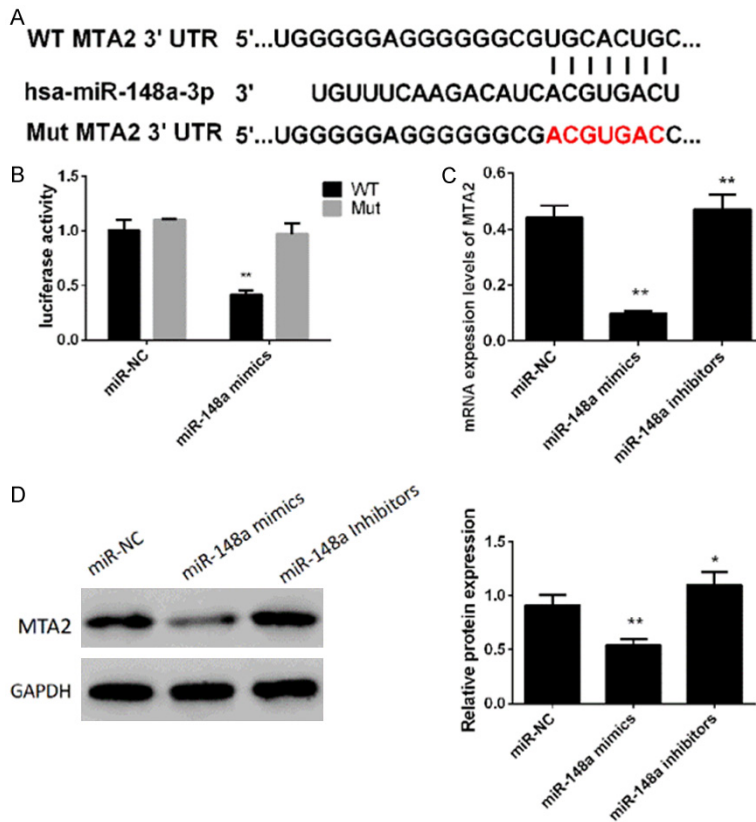 A
WT MTA2 3' UTR 5'...UGGGGGAGGGGGGCGUGCACUGC...
hsa-miR-148a-3p 3' UGUUUCAAGACAUCACGUGACU
Mut MTA2 3' UTR 5'...UGGGGGAGGGGGGCGACGUGACC...
B
luciferase activity
1.5
1.0
0.5
0.0
**
WT
Mut
miR-NC
miR-148a mimics
C
mRNA expession levels of MTA2
0.6
0.4
0.2
0.0
**
**
miR-NC
miR-148a mimics
miR-148a inhibitors
D
miR-NC
miR-148a mimics
miR-148a Inhibitors
MTA2
GAPDH
Relative protein expression
1.5
1.0
0.5
0.0
**
*
miR-NC
miR-148a mimics
miR-148a inhibitors